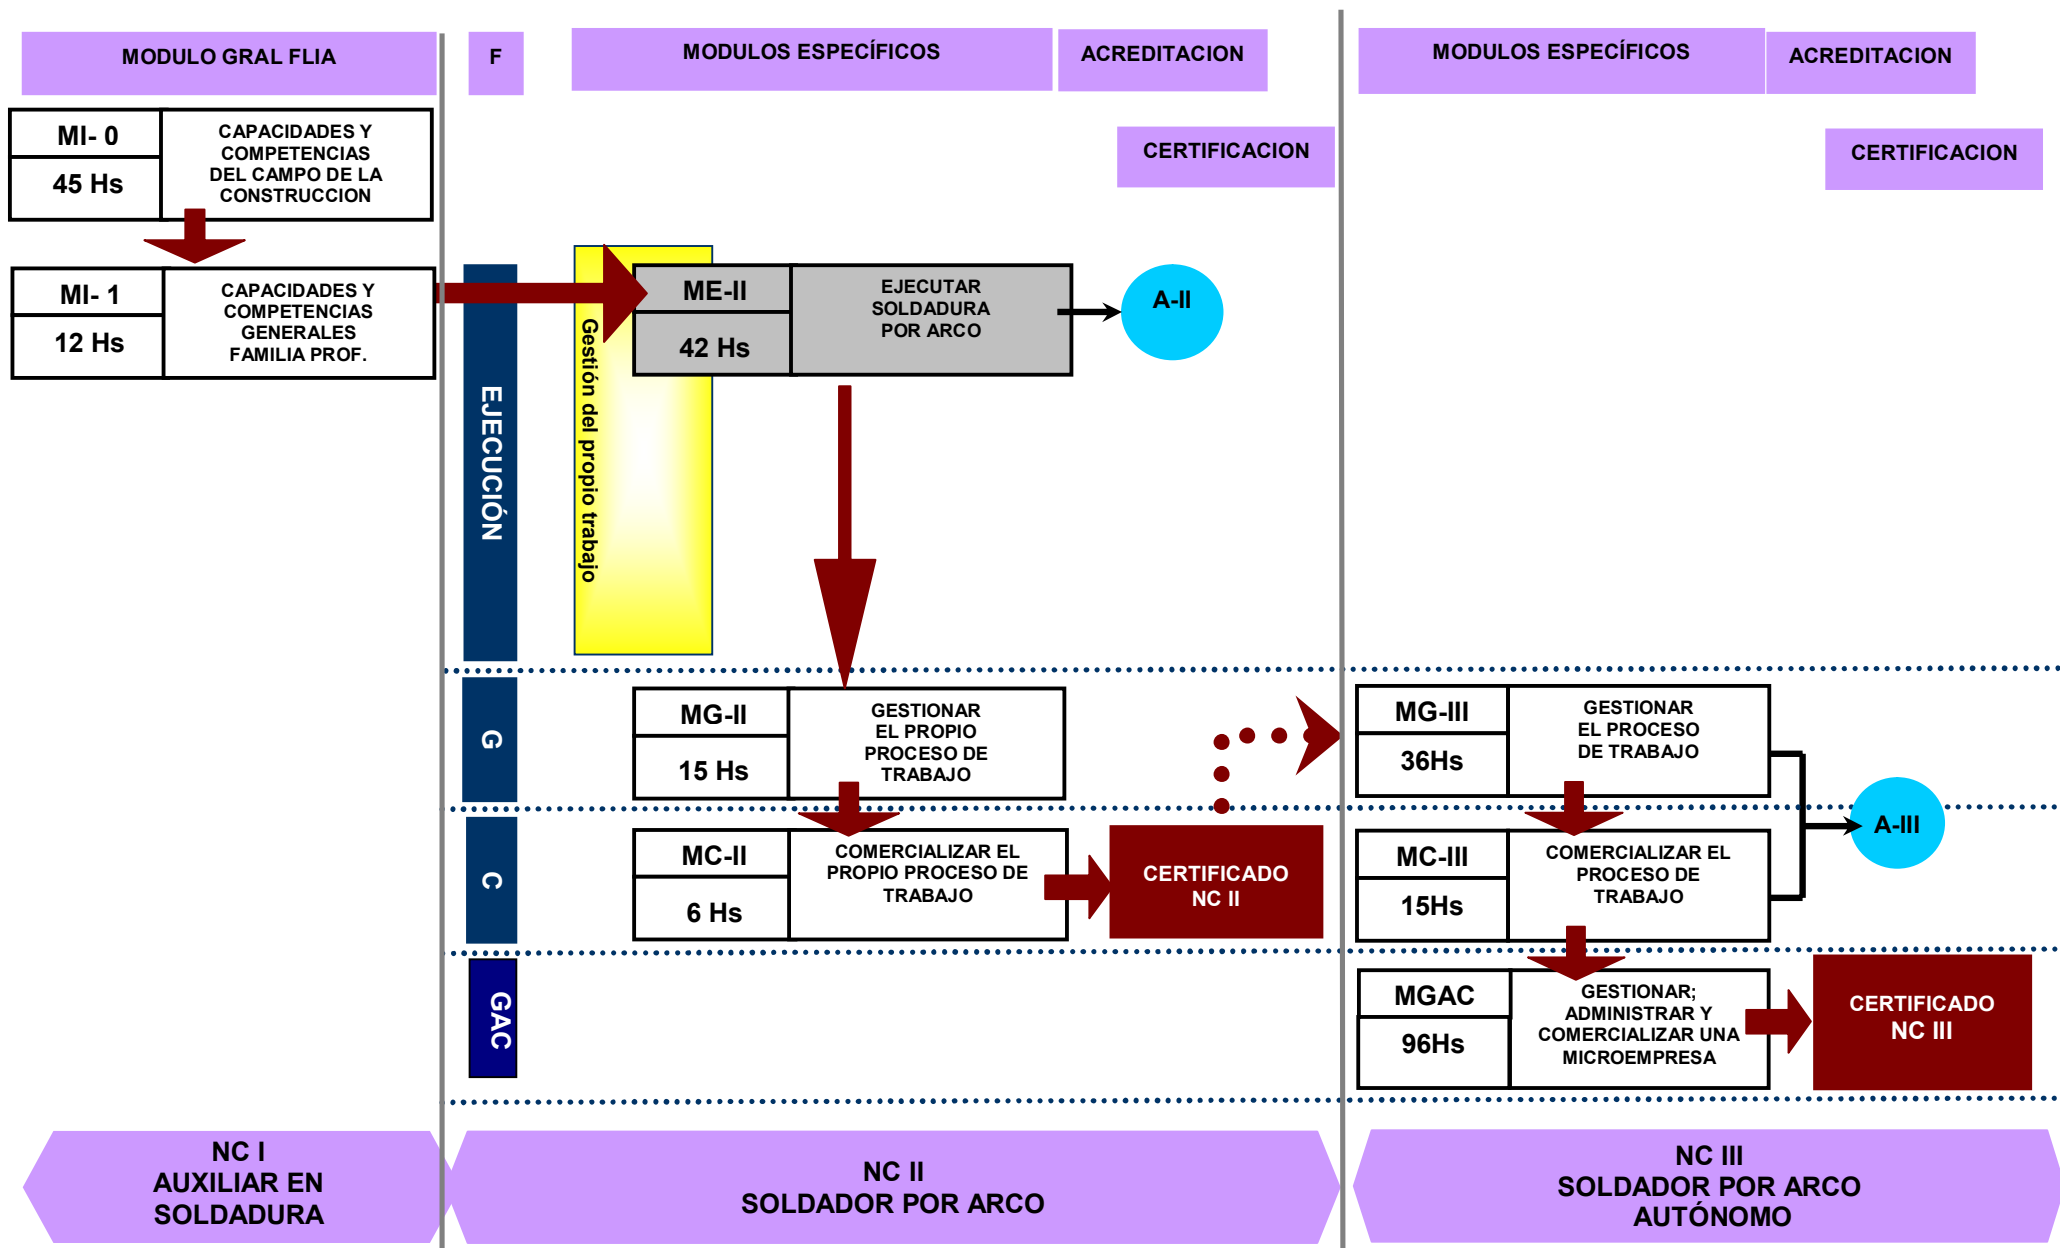 MODULO GRAL FLIA
F
MODULOS ESPECÍFICOS
ACREDITACION
MODULOS ESPECÍFICOS
ACREDITACION
CERTIFICACION
CERTIFICACION
MI- 0
45 Hs
CAPACIDADES Y
COMPETENCIAS
DEL CAMPO DE LA
CONSTRUCCION
MI- 1
12 Hs
CAPACIDADES Y
COMPETENCIAS
GENERALES
FAMILIA PROF.
EJECUCIÓN
Gestión del propio trabajo
ME-II
42 Hs
EJECUTAR
SOLDADURA
POR ARCO
A-II
G
MG-II
15 Hs
GESTIONAR
EL PROPIO
PROCESO DE
TRABAJO
MG-III
36Hs
GESTIONAR
EL PROCESO
DE TRABAJO
C
MC-II
6 Hs
COMERCIALIZAR EL
PROPIO PROCESO DE
TRABAJO
CERTIFICADO
NC II
MC-III
15Hs
COMERCIALIZAR EL
PROCESO DE
TRABAJO
A-III
GAC
MGAC
96Hs
GESTIONAR;
ADMINISTRAR Y
COMERCIALIZAR UNA
MICROEMPRESA
CERTIFICADO
NC III
NC I
AUXILIAR EN
SOLDADURA
NC II
SOLDADOR POR ARCO
NC III
SOLDADOR POR ARCO
AUTÓNOMO